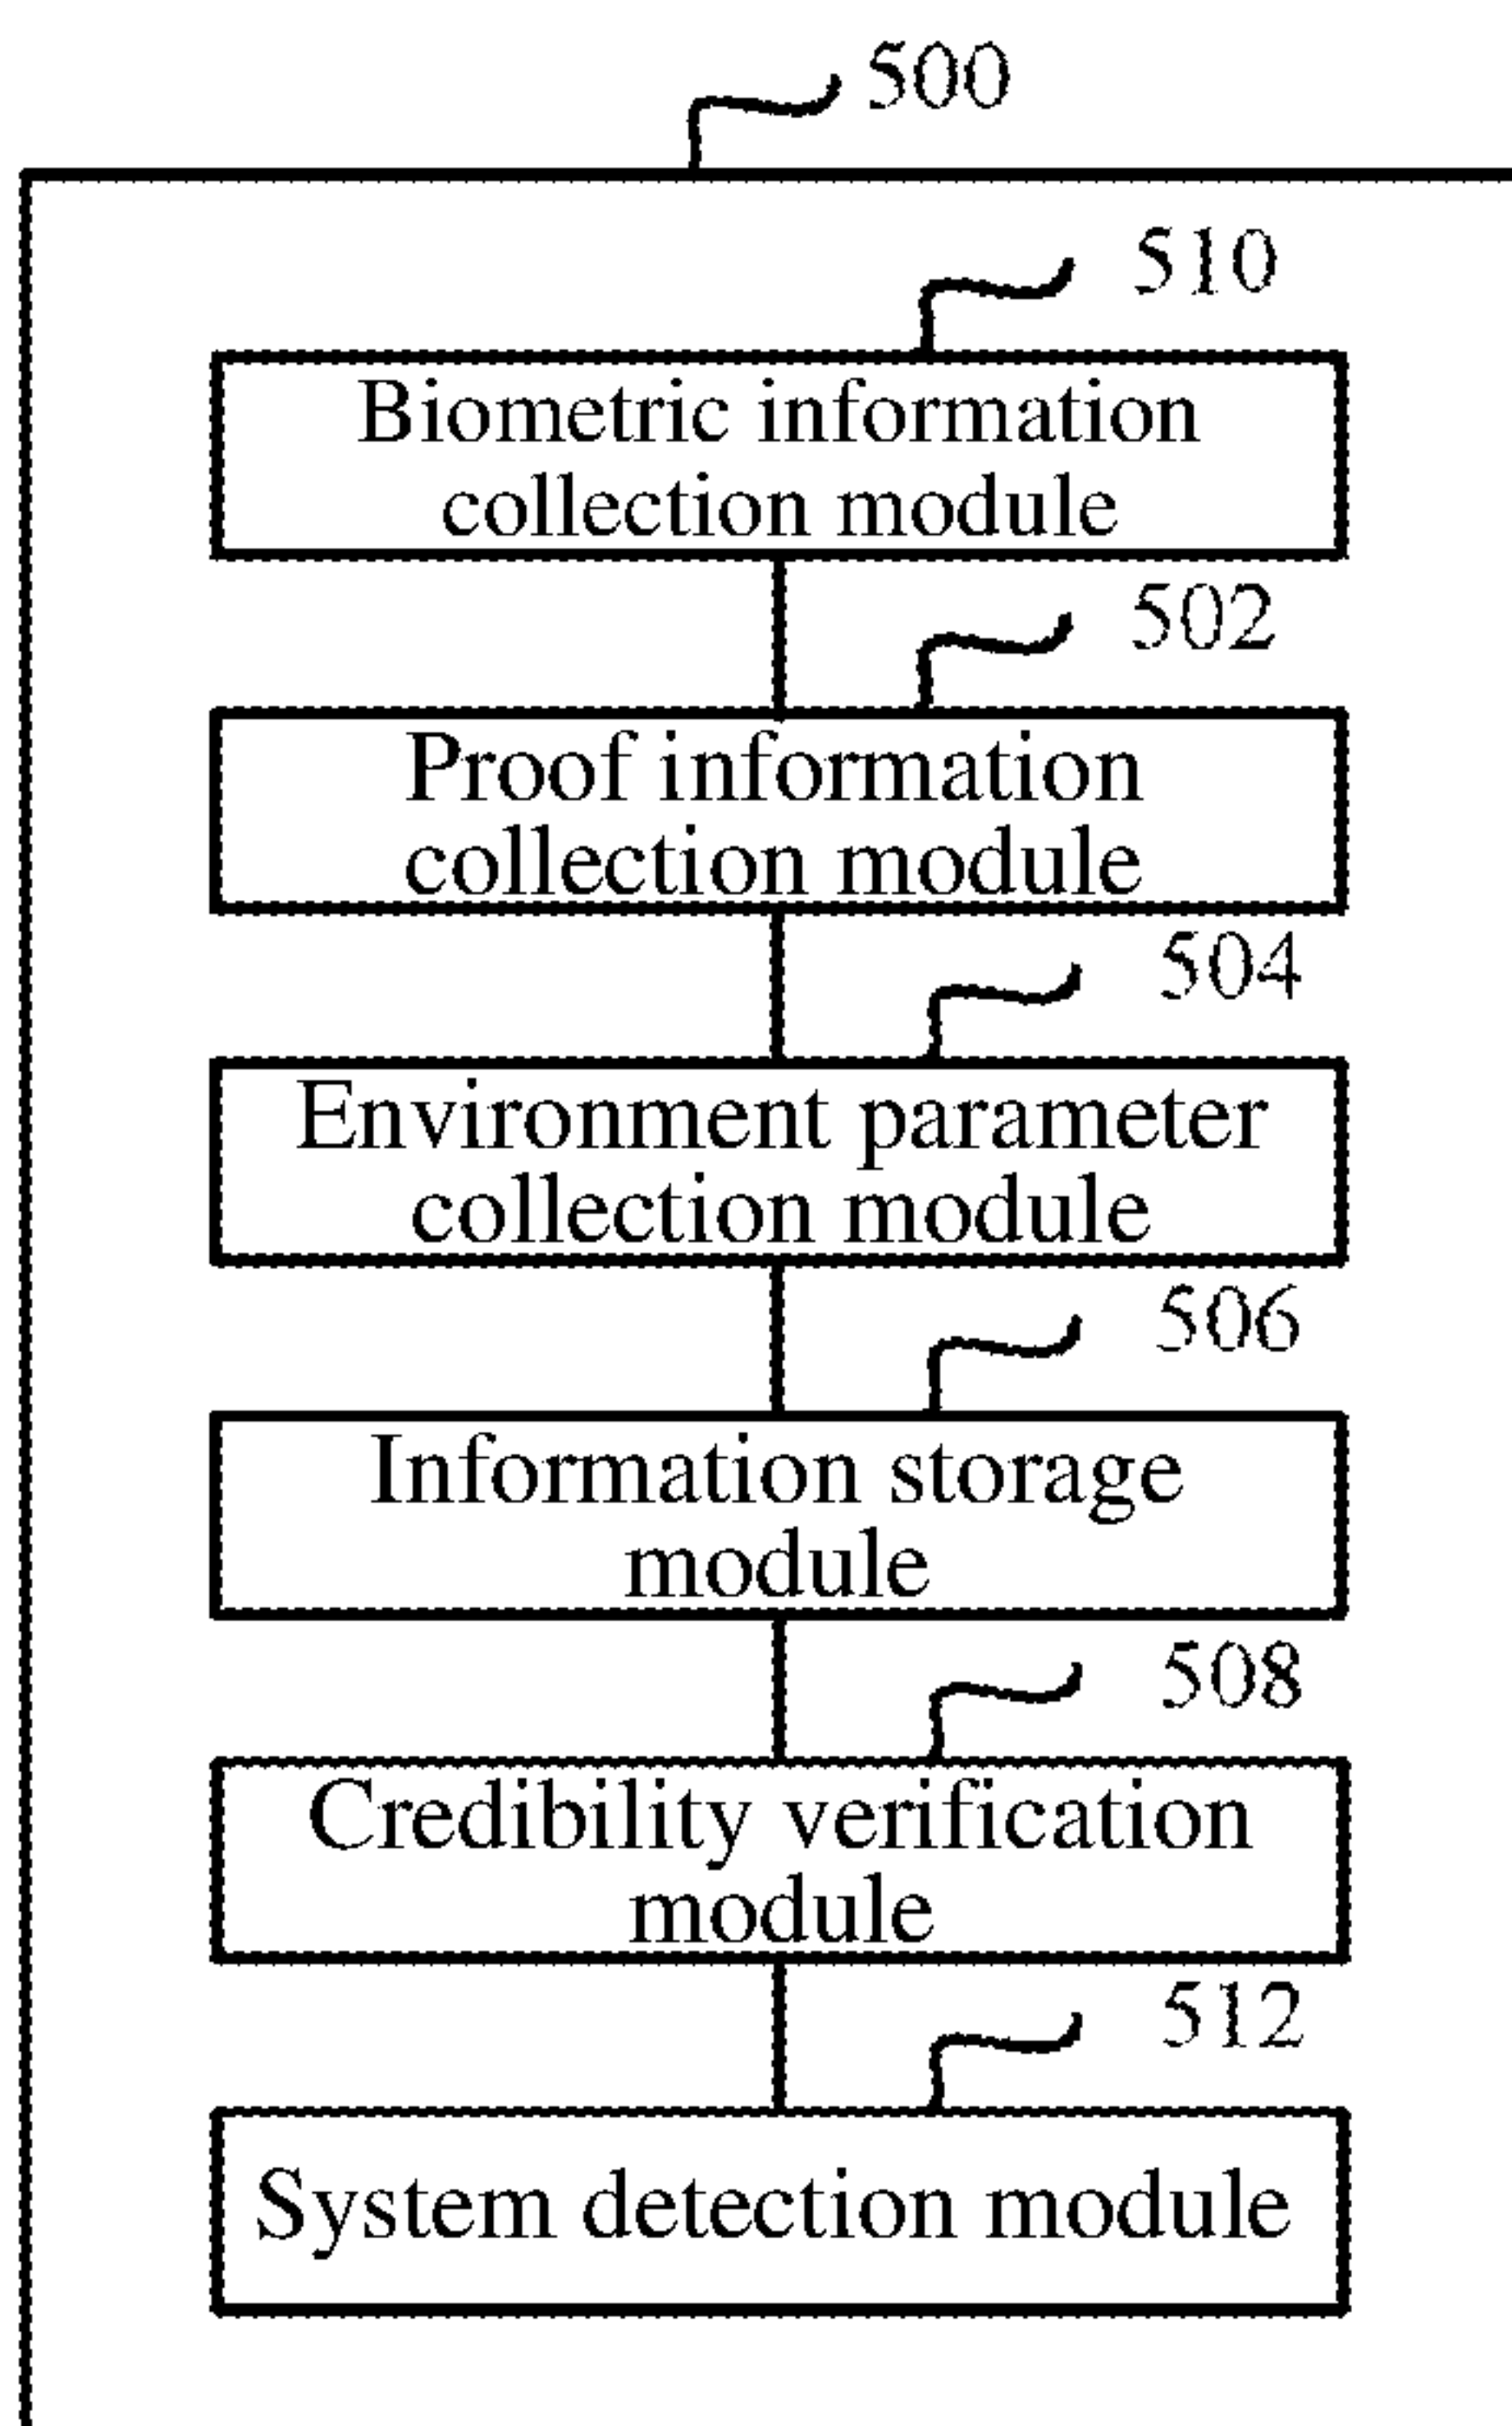 500
510
Biometric information
collection module
502
Proof information
collection module
504
Environment parameter
collection module
506
Information storage
module
508
Credibility verification
module
512
System detection module